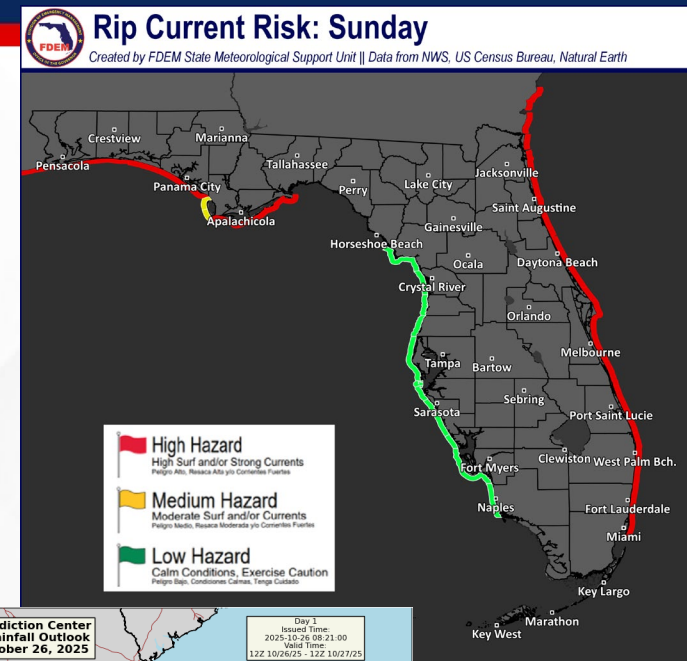 Rip Current Risk: Sunday
Created by FDEM State Meteorological Support Unit || Data from NWS, US Census Bureau, Natural Earth
FDEM
Crestview
Marianna
Pensacola
Tallahassee
Jacksonville
Panama City
Perry
Lake City
Saint Augustine
Apalachicola
Gainesville
Horseshoe Beach
Ocala
Daytona Beach
Crystal River
Orlando
Melbourne
Tampa
Bartow
Sebring
Sarasota
Port Saint Lucie
Clewiston
West Palm Bch.
Fort Myers
Naples
Fort Lauderdale
Miami
Key Largo
Marathon
Key West
High Hazard
High Surf and/or Strong Currents
Peligro Alto, Resaca Alta y/o Corrientes Fuertes
Medium Hazard
Moderate Surf and/or Currents
Peligro Medio, Resaca Moderada y/o Corrientes Fuertes
Low Hazard
Calm Conditions, Exercise Caution
Peligro Bajo, Condiciones Calmas, Tenga Cuidado
diction Center
infall Outlook
ober 26, 2025
Day 1
Issued Time:
2025-10-26 08:21:00
Valid Time:
12Z 10/26/25 - 12Z 10/27/25